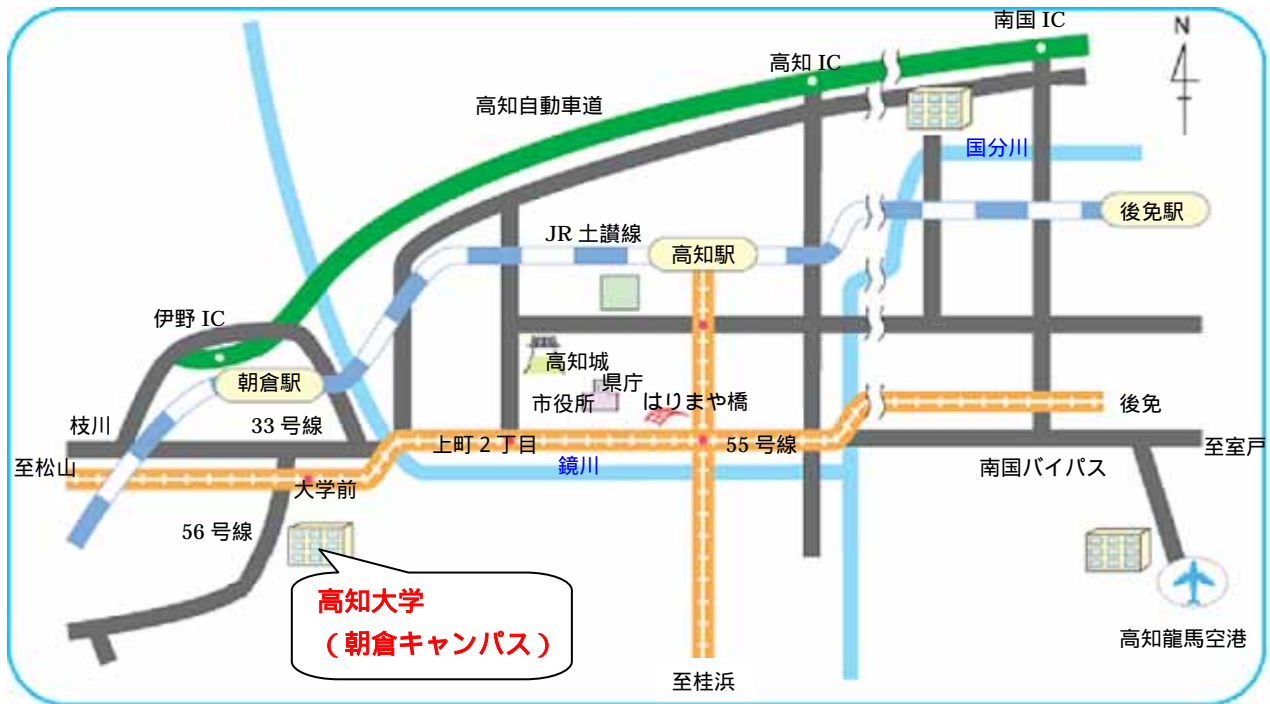 南国 IC
N
高知 IC
高知自動車道
国分川
後免駅
JR 土讃線
高知駅
伊野 IC
高知城
朝倉駅
県庁
市役所
はりまや橋
後免
枝川
33 号線
上町２丁目
55 号線
至室戸
至松山
鏡川
南国バイパス
大学前
56 号線
高知大学
（朝倉キャンパス）
高知龍馬空港
至桂浜